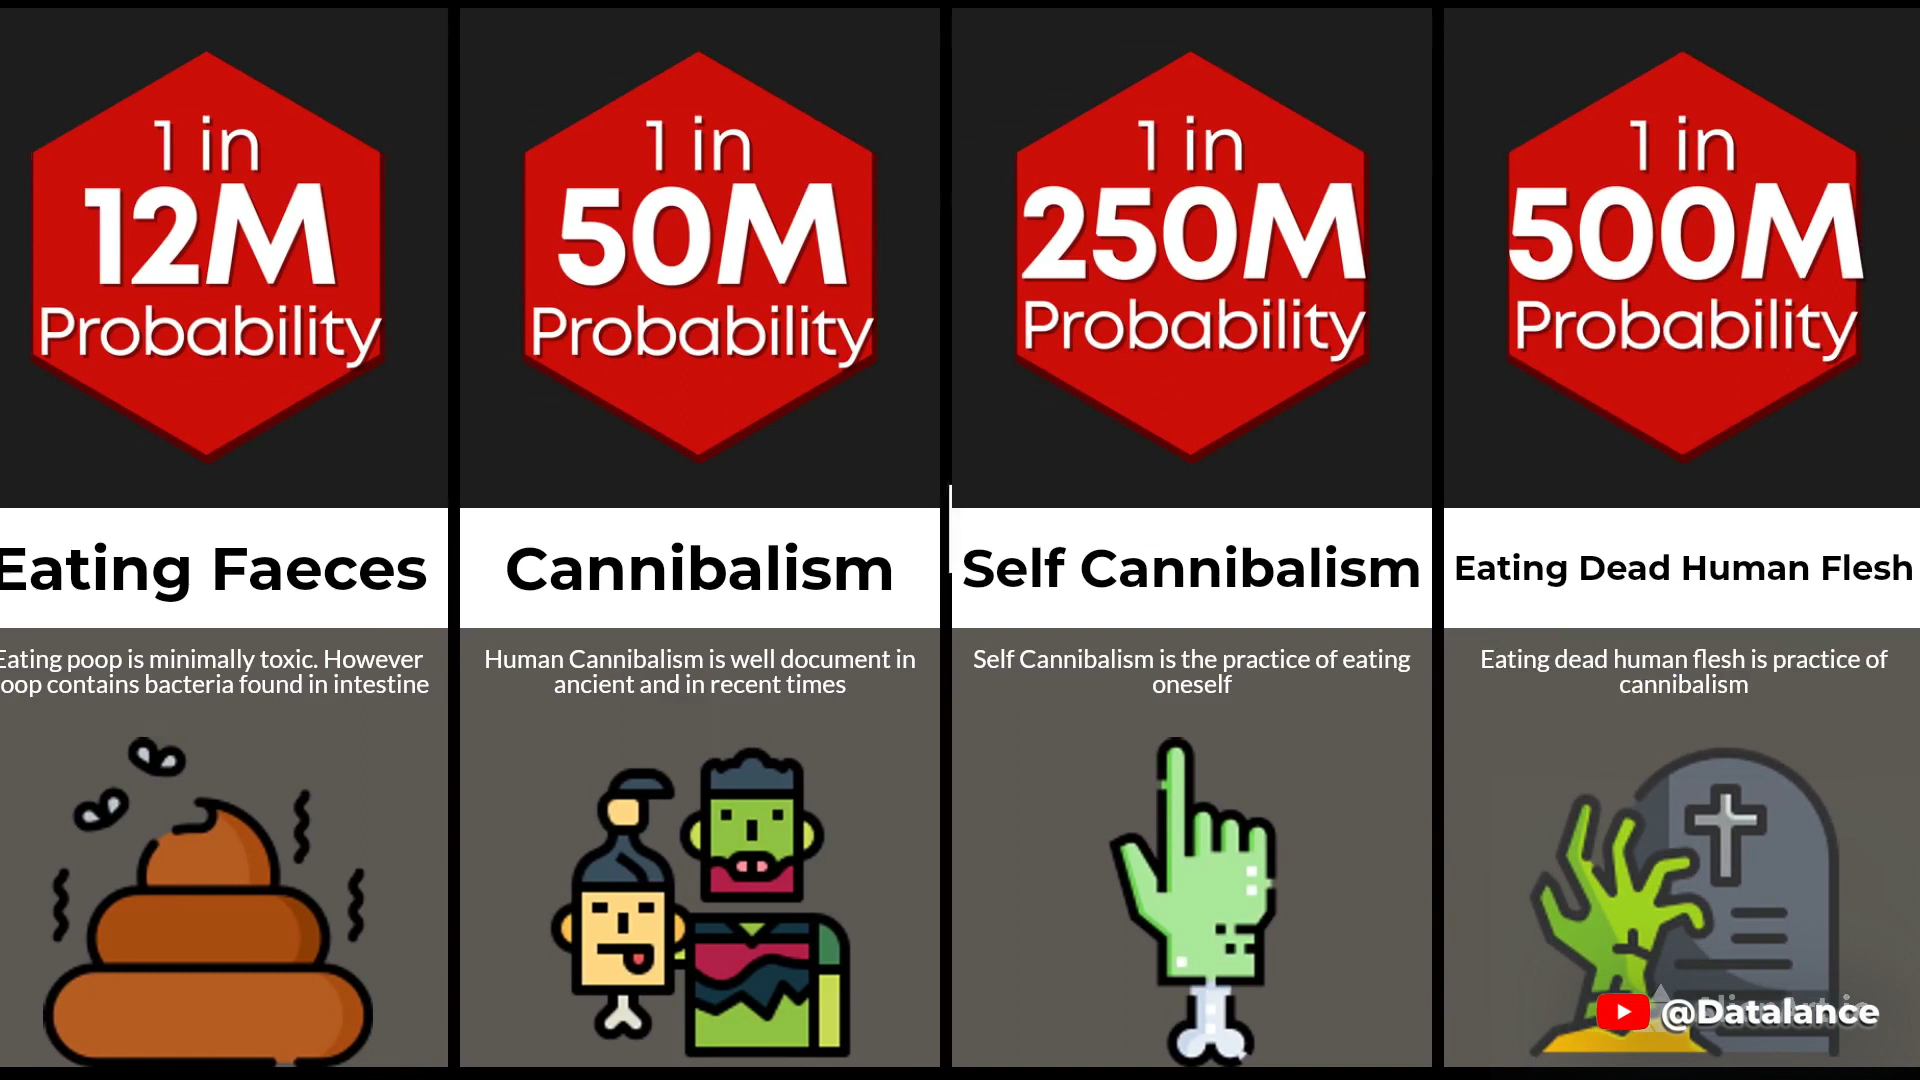 1 in
12M
Probability
Eating Faeces
Eating poop is minimally toxic. However
oop contains bacteria found in intestine
1 in
50M
Probability
Cannibalism
Human Cannibalism is well document in
ancient and in recent times
1 in
250M
Probability
Self Cannibalism
Self Cannibalism is the practice of eating
oneself
1 in
500M
Probability
Eating Dead Human Flesh
Eating dead human flesh is practice of
cannibalism
@Datalance